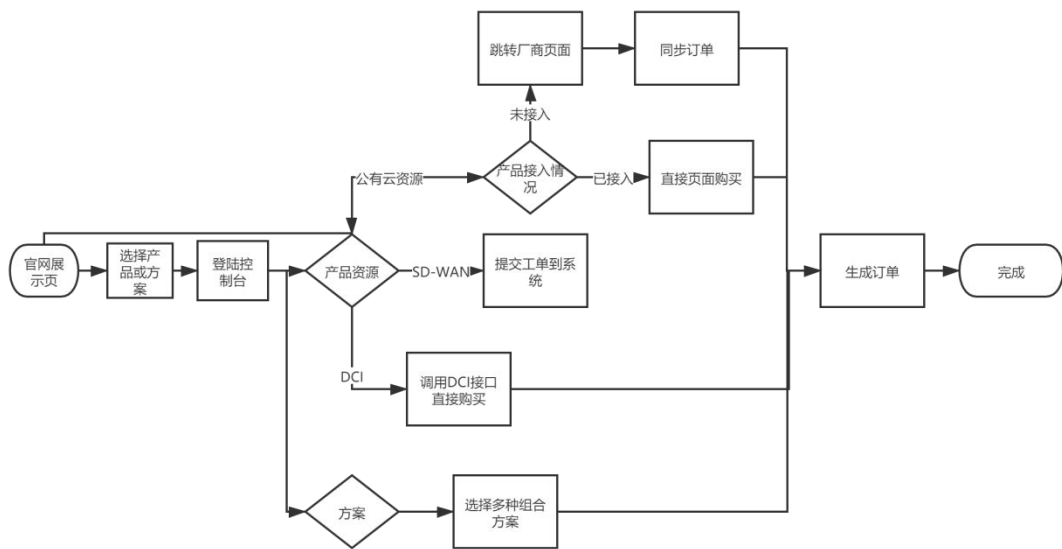 跳转厂商页面
同步订单
未接入
公有云资源
产品接入情
况
已接入
直接页面购买
官网展
示页
选择产
品或方
案
登陆控
制台
产品资源
SD-WAN
提交工单到系
统
生成订单
完成
DCI
调用DCI接口
直接购买
方案
选择多种组合
方案